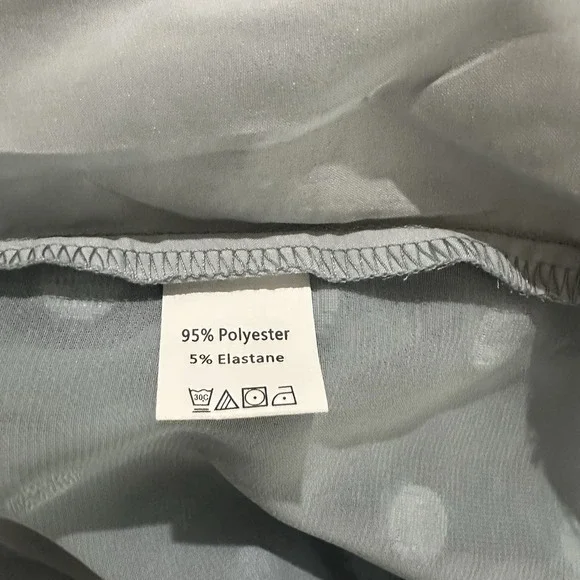 95% Polyester
5% Elastane
30C